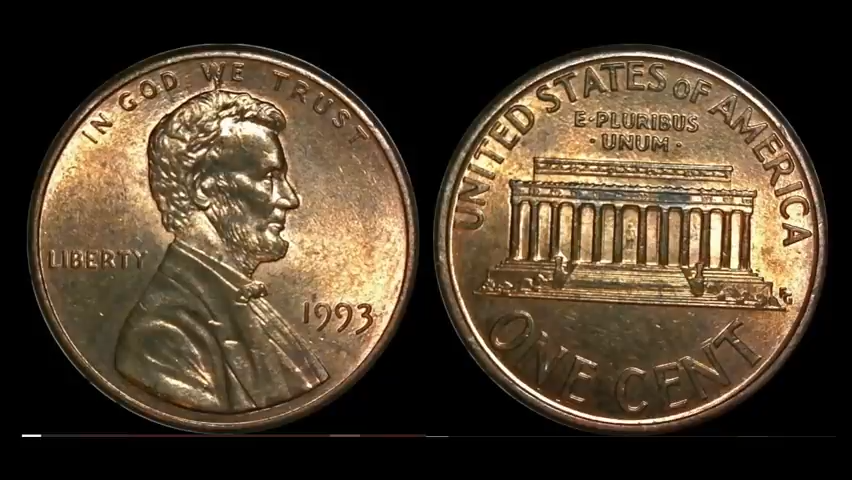 IN GOD WE TRUST
LIBERTY
1993
UNITED STATES OF AMERICA
E·PLURIBUS
·UNUM·
ONE CENT